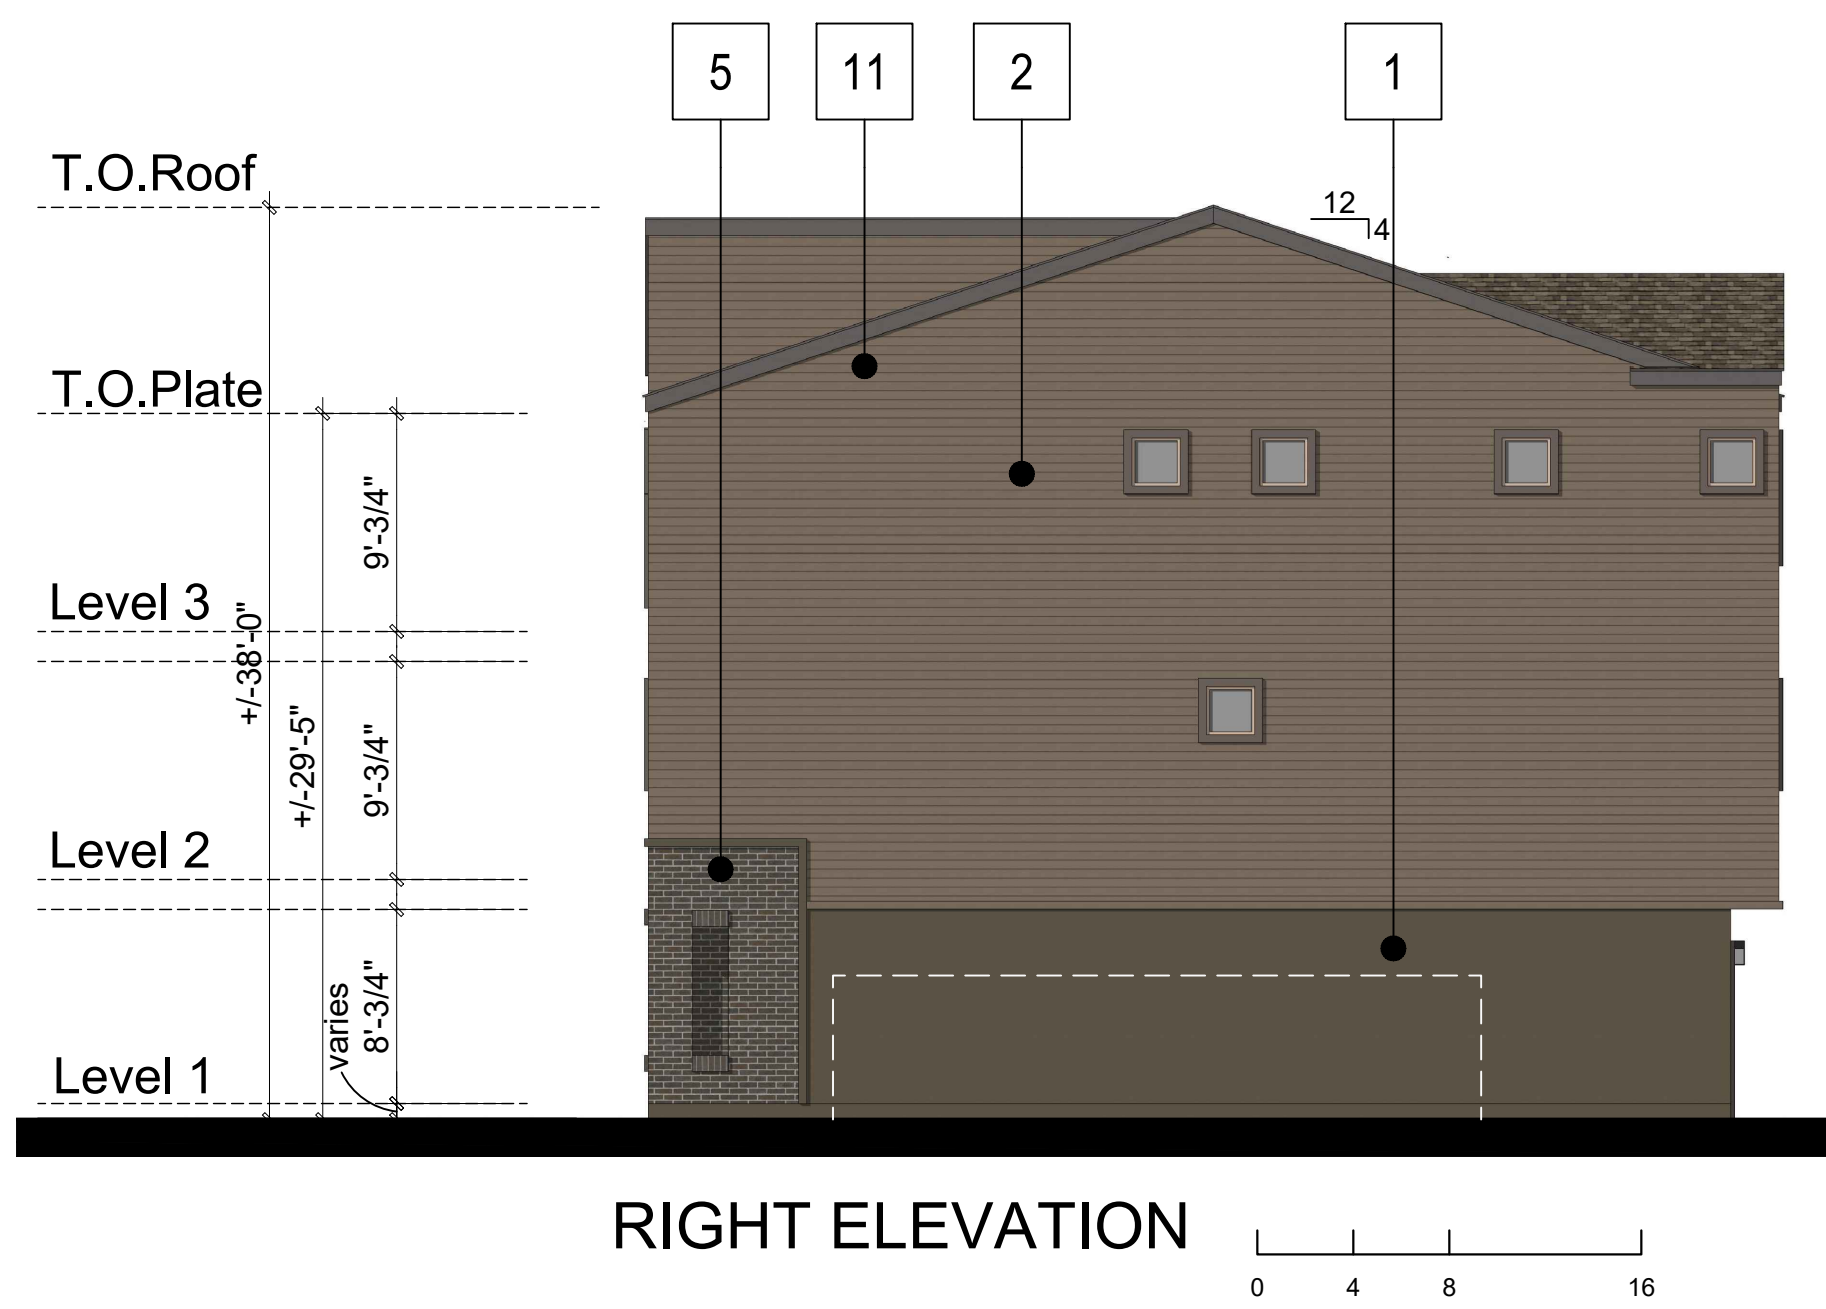 5
11
2
1
T.O.Roof
12
4
T.O.Plate
9'-3/4"
Level 3
+/-38'-0"
+/-29'-5"
9'-3/4"
Level 2
varies
8'-3/4"
Level 1
RIGHT ELEVATION
0 4 8 16